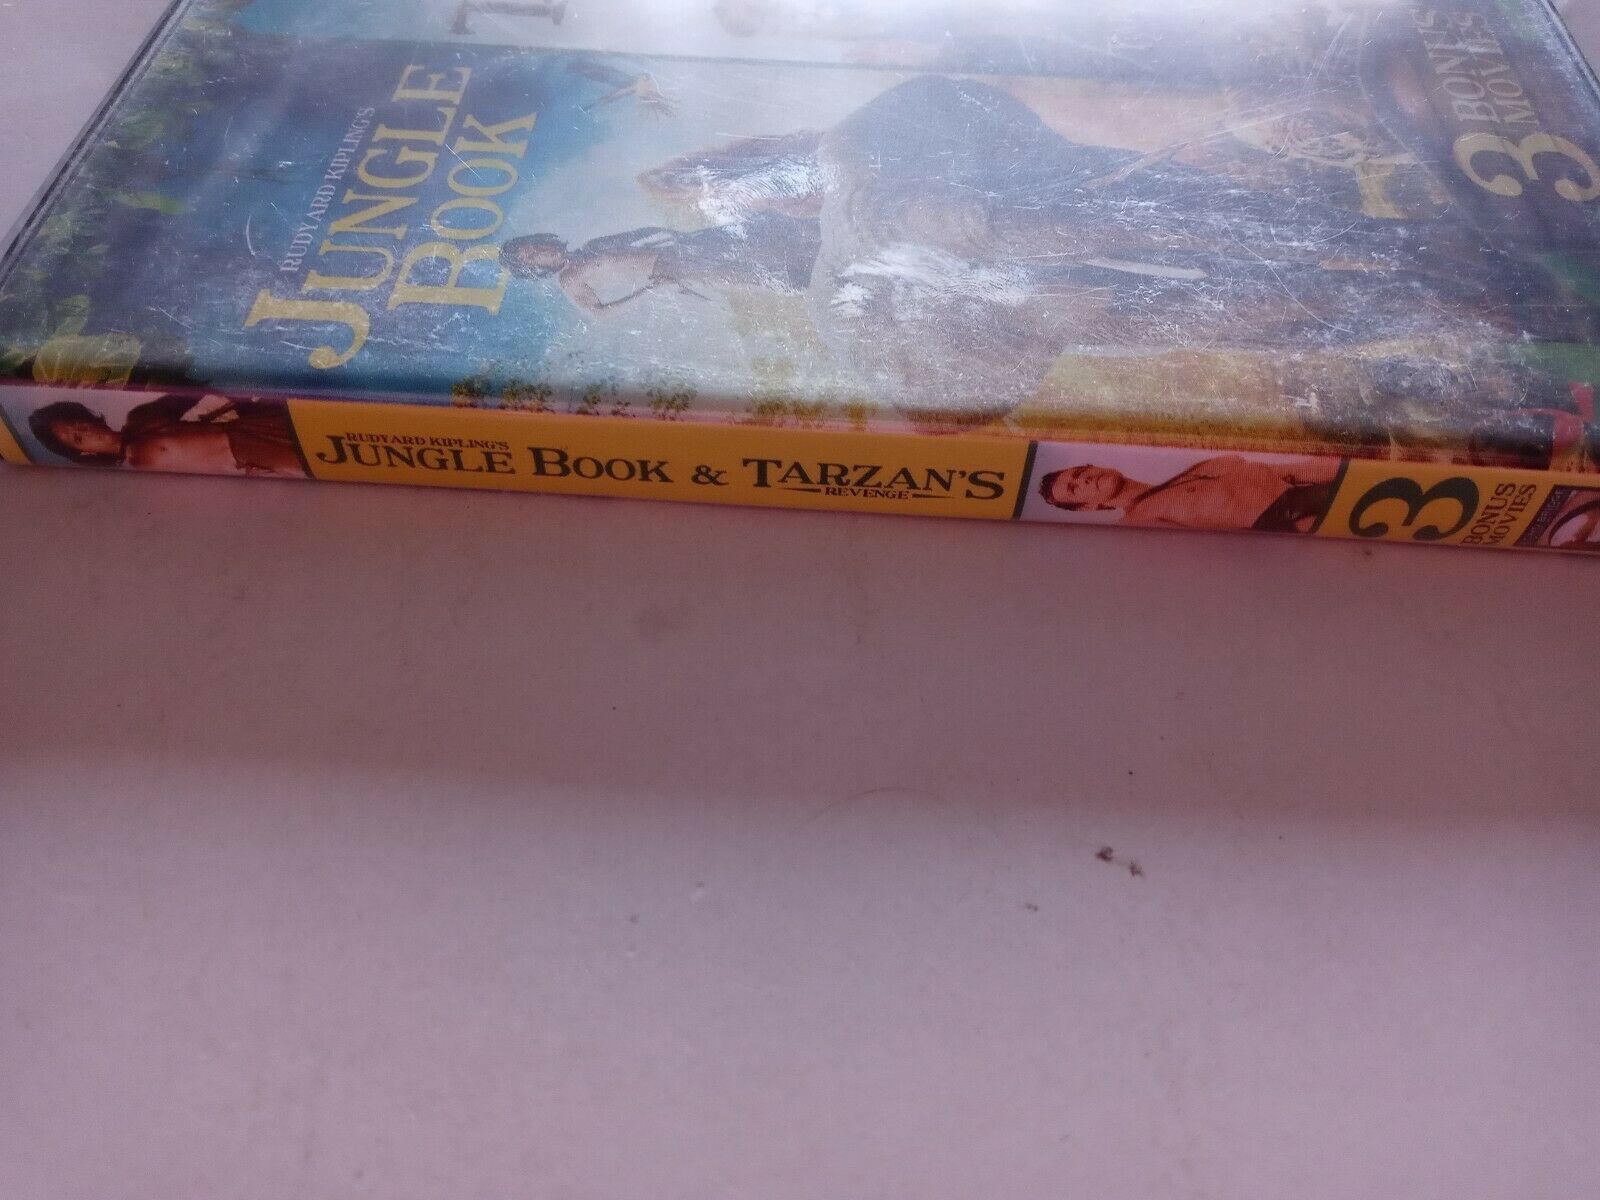 RUDYARD KIPLING'S
JUNGLE
BOOK
3
BONUS
MOVIES
RUDYARD KIPLING'S
JUNGLE BOOK & TARZAN'S
REVENGE
3
BONUS
MOVIES